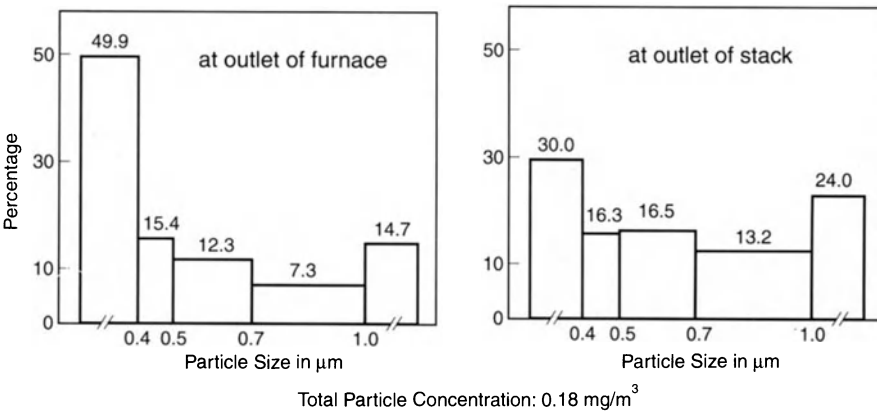 50
49.9
at outlet of furnace
Percentage
30
15.4
12.3
7.3
14.7
10
0
0.4 0.5 0.7 1.0
Particle Size in μm
50
at outlet of stack
30
30.0
16.3
16.5
13.2
24.0
10
0
0.4 0.5 0.7 1.0
Particle Size in μm
Total Particle Concentration: 0.18 mg/m³